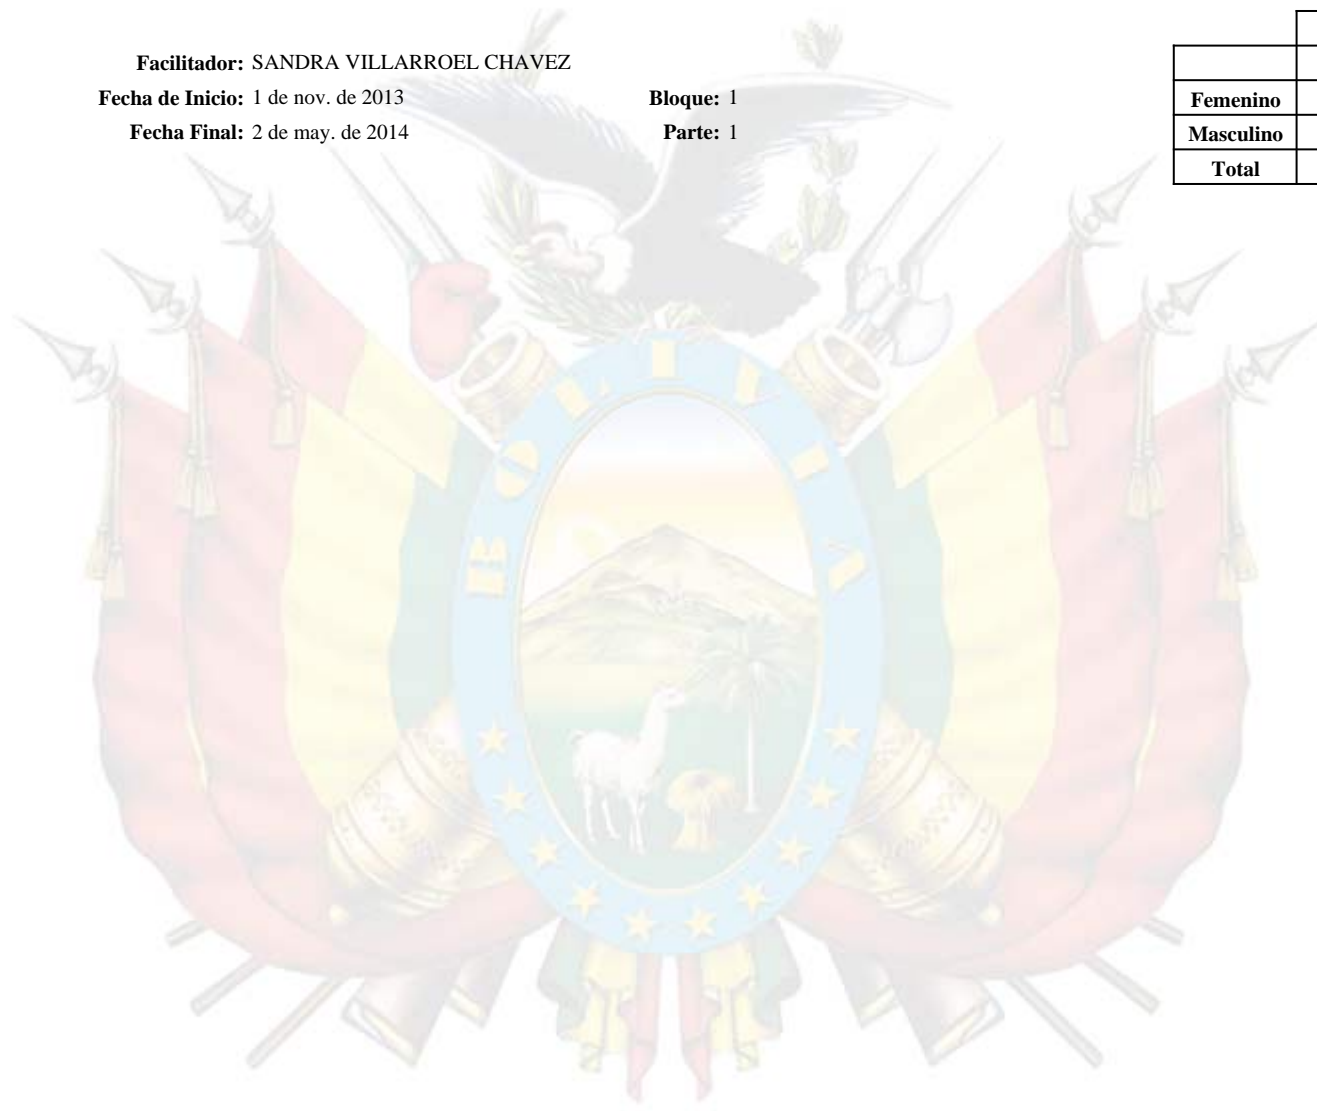 Facilitador: SANDRA VILLARROEL CHAVEZ
Fecha de Inicio: 1 de nov. de 2013 Bloque: 1
Fecha Final: 2 de may. de 2014 Parte: 1
Femenino
Masculino
Total
BOLIVIA